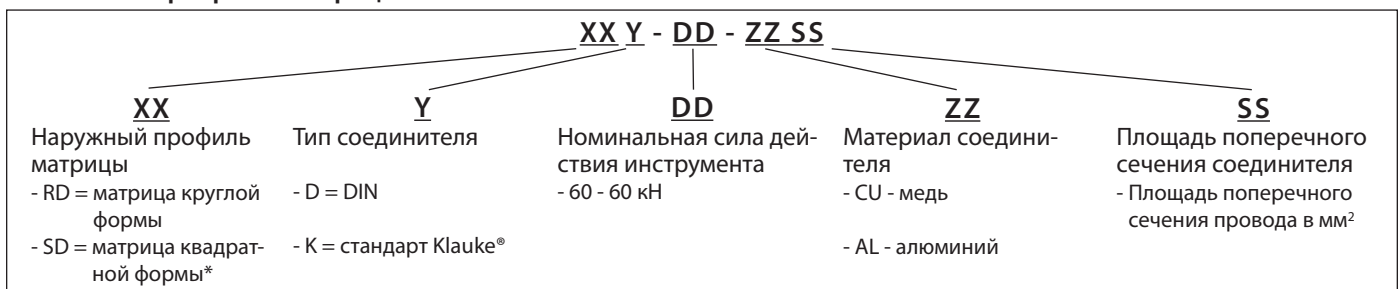 XX Y - DD - ZZ SS
XX
Наружный профиль
матрицы
- RD = матрица круглой
формы
- SD = матрица квадрат-
ной формы*
Y
Тип соединителя
- D = DIN
- K = стандарт Klauke®
DD
Номинальная сила дей-
ствия инструмента
- 60 - 60 кН
ZZ
Материал соедини-
теля
- CU - медь
- AL - алюминий
SS
Площадь поперечного
сечения соединителя
- Площадь поперечного
сечения провода в мм²